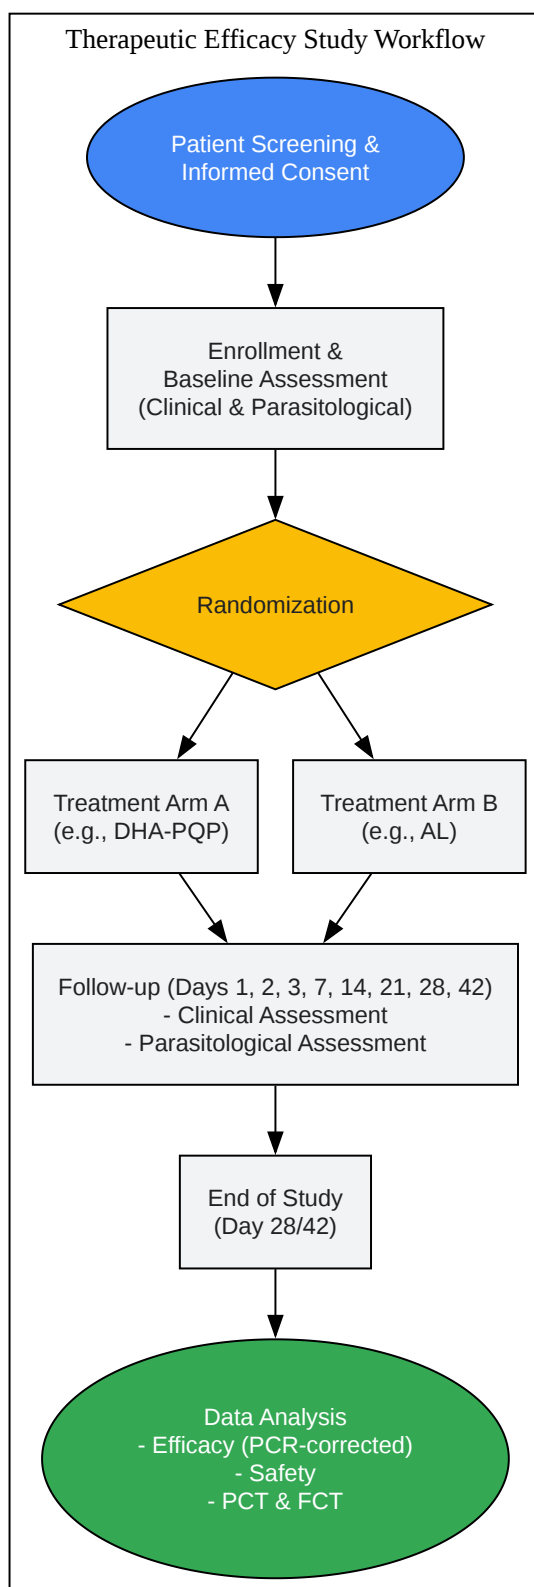 Therapeutic Efficacy Study Workflow
Patient Screening &
Informed Consent
Enrollment &
Baseline Assessment
(Clinical & Parasitological)
Randomization
Treatment Arm A
(e.g., DHA-PQP)
Treatment Arm B
(e.g., AL)
Follow-up (Days 1, 2, 3, 7, 14, 21, 28, 42)
- Clinical Assessment
- Parasitological Assessment
End of Study
(Day 28/42)
Data Analysis
- Efficacy (PCR-corrected)
- Safety
- PCT & FCT